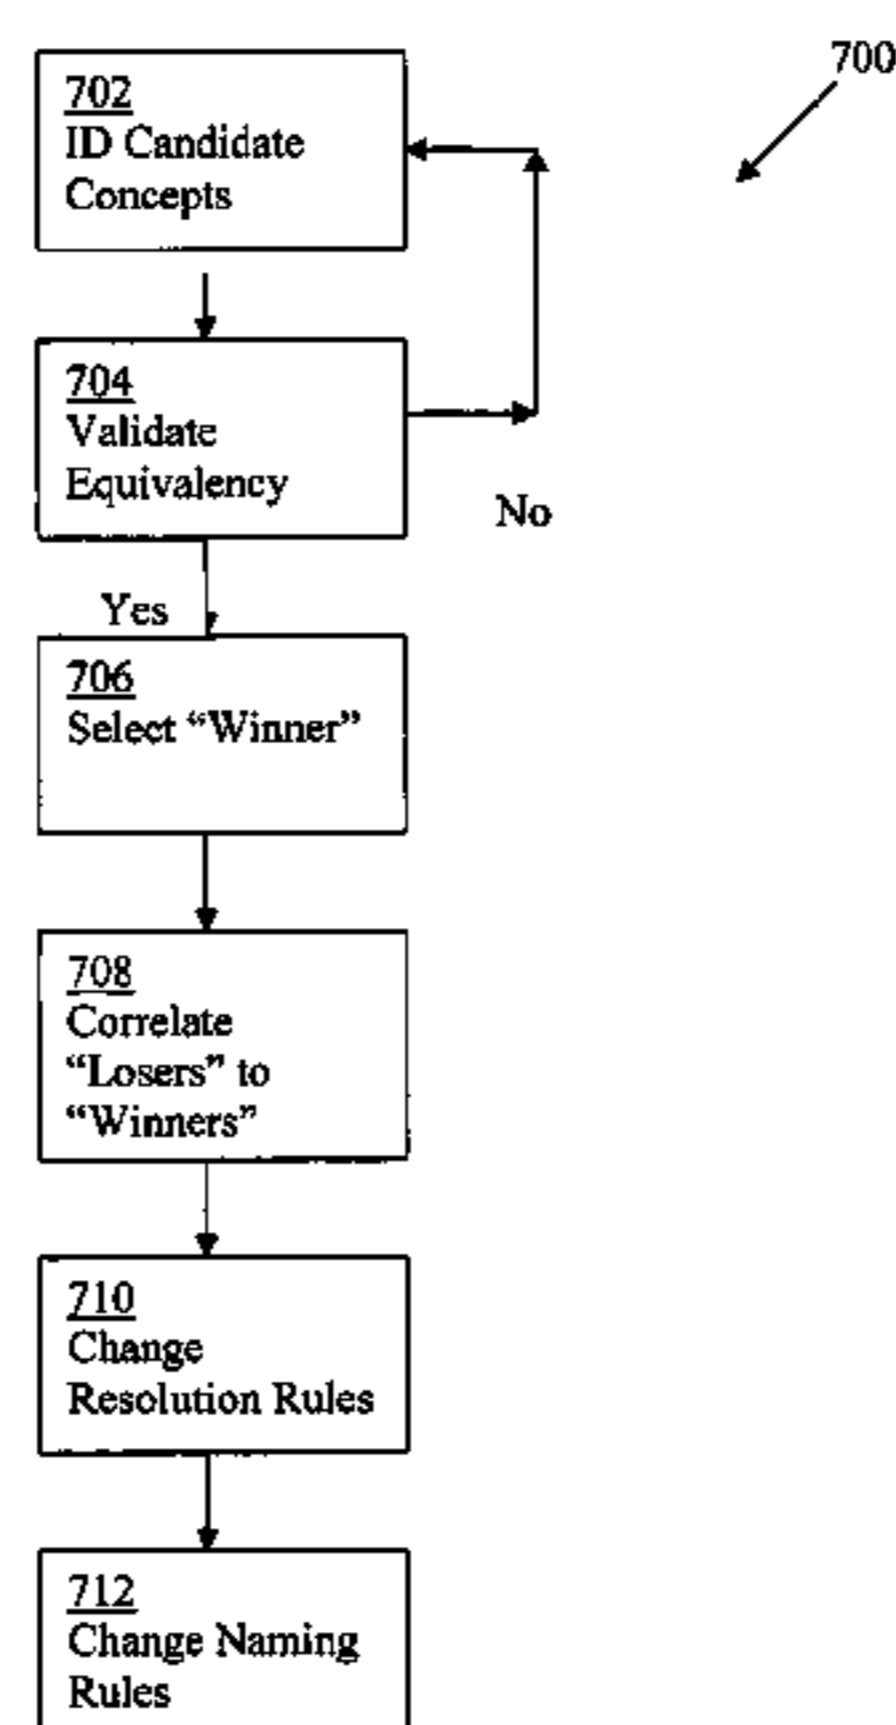 700
702
ID Candidate
Concepts
704
Validate
Equivalency
No
Yes
706
Select “Winner”
708
Correlate
“Losers” to
“Winners”
710
Change
Resolution Rules
712
Change Naming
Rules